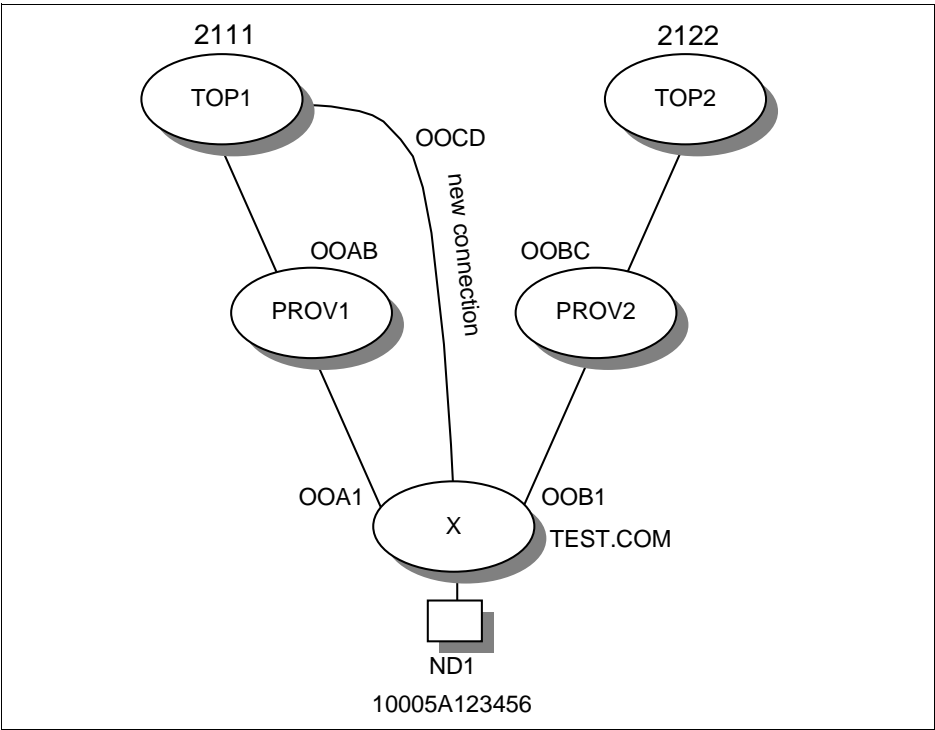 2111
2122
TOP1
TOP2
OOCD
new connection
OOAB
OOBC
PROV1
PROV2
OOA1
OOB1
X
TEST.COM
ND1
10005A123456